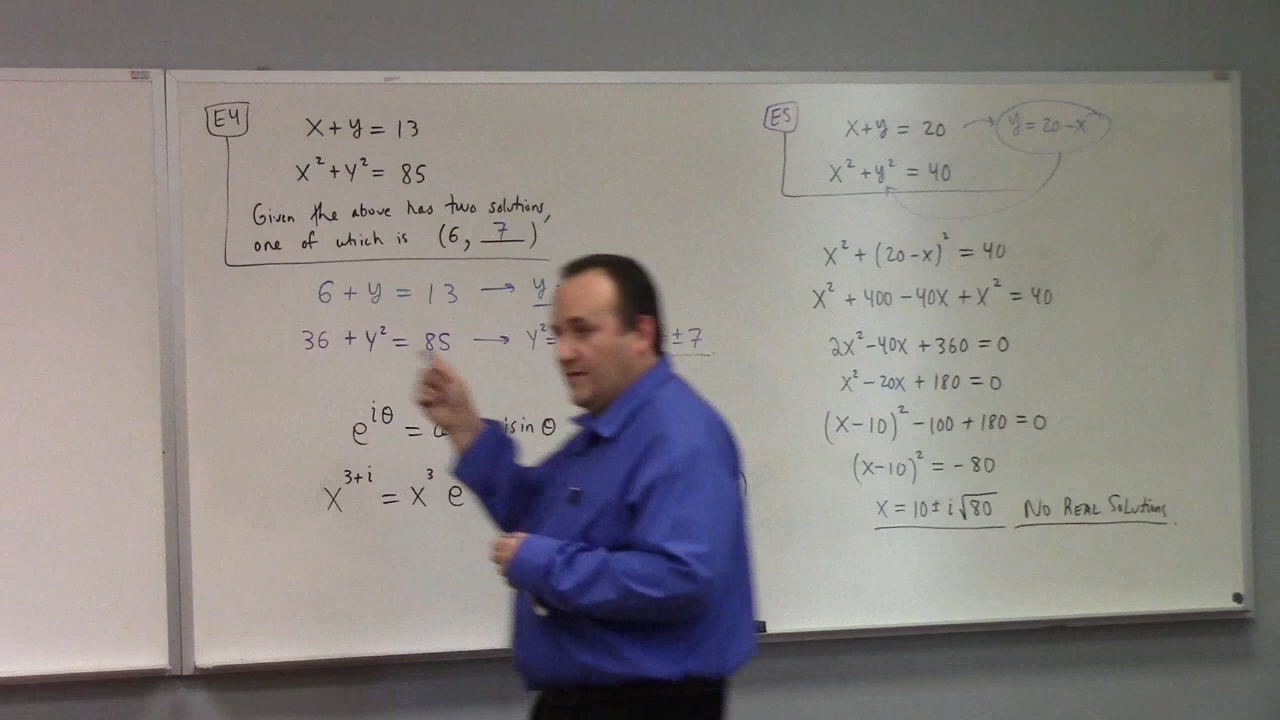 E4
x + y = 13
x² + y² = 85
Given the above has two solutions,
one of which is (6, 7)
6 + y = 13 → y
36 + y² = 85 → y² = ±7
e^{iθ} = isin θ
x^{3+i} = x³ e )
E5
x + y = 20 → y = 20 - x
x² + y² = 40
x² + (20 - x)² = 40
x² + 400 - 40x + x² = 40
2x² - 40x + 360 = 0
x² - 20x + 180 = 0
(x - 10)² - 100 + 180 = 0
(x - 10)² = -80
x = 10 ± i√80 No Real Solutions.